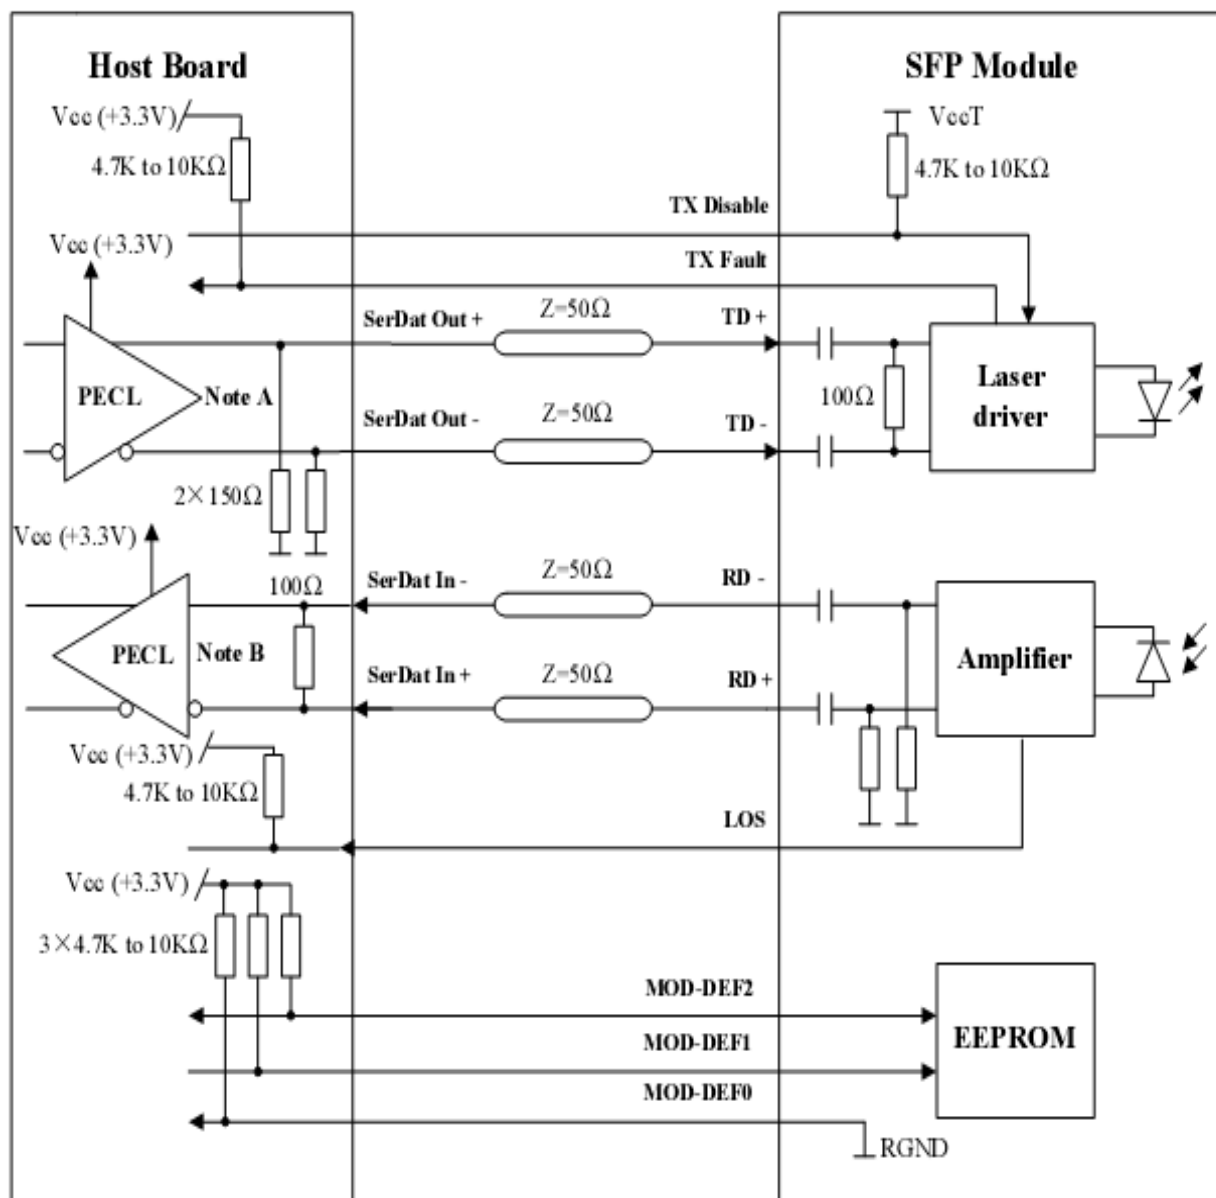 Host Board
SFP Module
Vcc (+3.3V)
VccT
4.7K to 10KΩ
4.7K to 10KΩ
TX Disable
Vcc (+3.3V)
TX Fault
SerDat Out +
Z=50Ω
TD +
PECL
Note A
100Ω
Laser
driver
SerDat Out -
Z=50Ω
TD -
2×150Ω
Vcc (+3.3V)
100Ω
SerDat In -
Z=50Ω
RD -
PECL
Note B
Amplifier
SerDat In +
Z=50Ω
RD +
Vcc (+3.3V)
4.7K to 10KΩ
LOS
Vcc (+3.3V)
3×4.7K to 10KΩ
MOD-DEF2
EEPROM
MOD-DEF1
MOD-DEF0
RGND